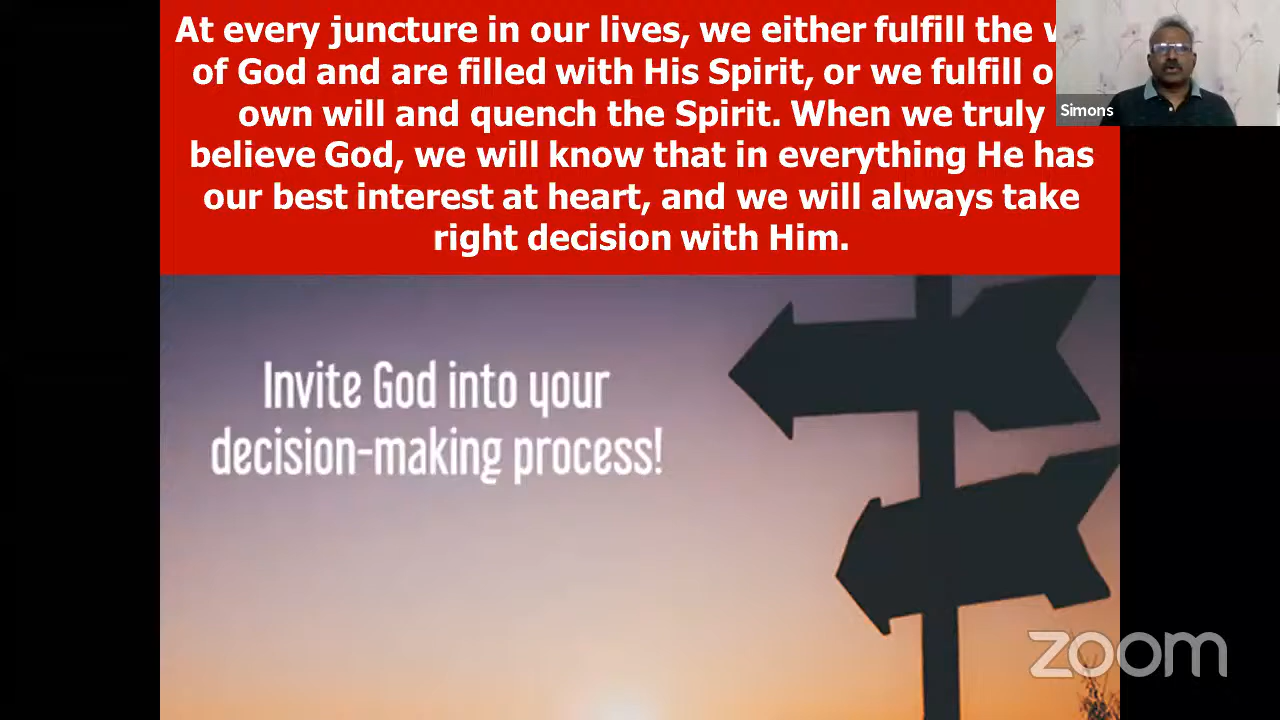 At every juncture in our lives, we either fulfill the
of God and are filled with His Spirit, or we fulfill
own will and quench the Spirit. When we truly
believe God, we will know that in everything He has
our best interest at heart, and we will always take
right decision with Him.
Simons
Invite God into your
decision-making process!
zoom